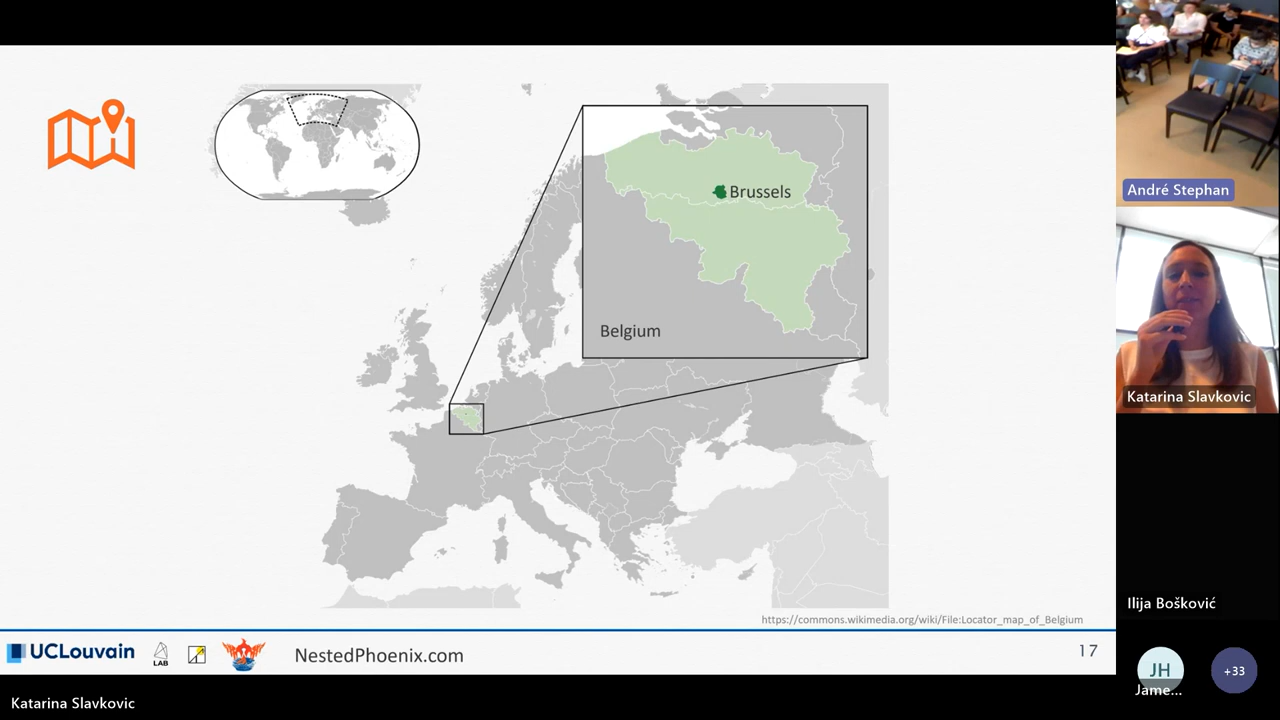 Brussels
Belgium
https://commons.wikimedia.org/wiki/File:Locator_map_of_Belgium
UCLouvain
LAB
NestedPhoenix.com
17
Katarina Slavkovic
André Stephan
Katarina Slavkovic
Ilija Bošković
JH
Jame...
+33